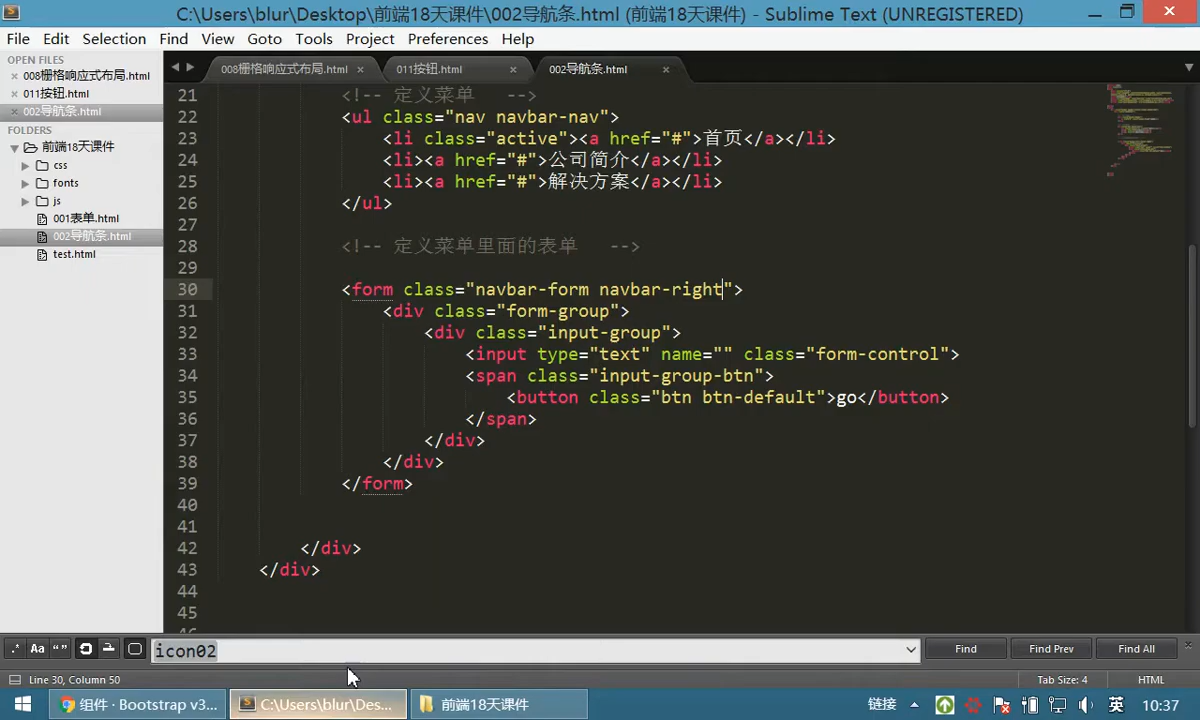 C:\Users\blur\Desktop\前端18天课件\002导航条.html (前端18天课件) - Sublime Text (UNREGISTERED)
File Edit Selection Find View Goto Tools Project Preferences Help
OPEN FILES
008栅格响应式布局.html
011按钮.html
002导航条.html
FOLDERS
前端18天课件
css
fonts
js
001表单.html
002导航条.html
test.html
008栅格响应式布局.html 011按钮.html 002导航条.html
21 <!-- 定义菜单 -->
22 <ul class="nav navbar-nav">
23 <li class="active"><a href="#">首页</a></li>
24 <li><a href="#">公司简介</a></li>
25 <li><a href="#">解决方案</a></li>
26 </ul>
27
28 <!-- 定义菜单里面的表单 -->
29
30 <form class="navbar-form navbar-right">
31 <div class="form-group">
32 <div class="input-group">
33 <input type="text" name="" class="form-control">
34 <span class="input-group-btn">
35 <button class="btn btn-default">go</button>
36 </span>
37 </div>
38 </div>
39 </form>
40
41
42 </div>
43 </div>
44
45
46
.* Aa “ ” icon02 Find Find Prev Find All
Line 30, Column 50 Tab Size: 4 HTML
组件 · Bootstrap v3... C:\Users\blur\Des... 前端18天课件 链接 英 10:37